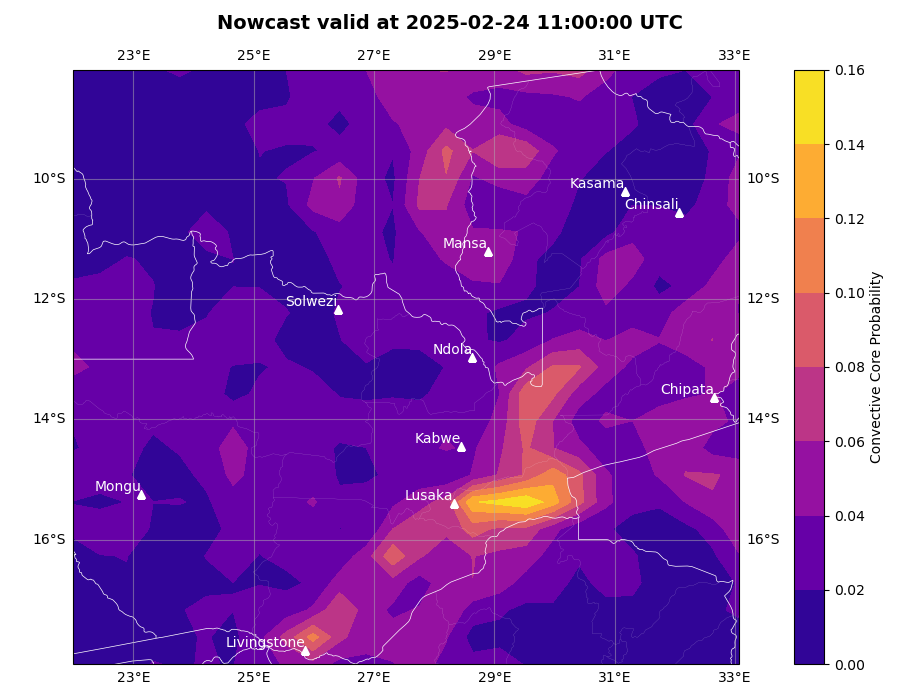 Nowcast valid at 2025-02-24 11:00:00 UTC
23°E 25°E 27°E 29°E 31°E 33°E
0.16
0.14
0.12
0.10
0.08
0.06
0.04
0.02
0.00
Convective Core Probability
10°S 10°S
12°S 12°S
14°S 14°S
16°S 16°S
Kasama
Chinsali
Mansa
Solwezi
Ndola
Chipata
Kabwe
Mongu
Lusaka
Livingstone
23°E 25°E 27°E 29°E 31°E 33°E